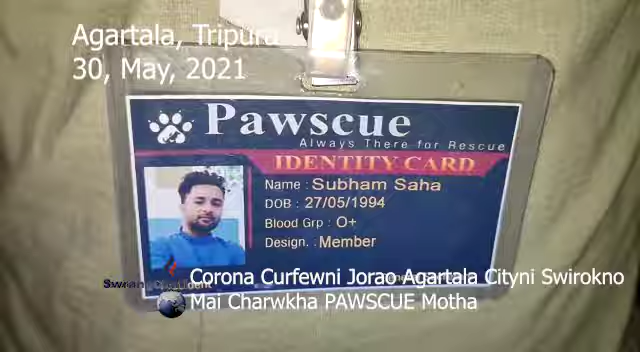 Agartala, Tripura
30, May, 2021
Pawscue
Always There for Rescue
IDENTITY CARD
Name : Subham Saha
DOB : 27/05/1994
Blood Grp : O+
Design. : Member
Corona Curfewni Jorao Agartala Cityni Swirokno
Mai Charwkha PAWSCUE Motha